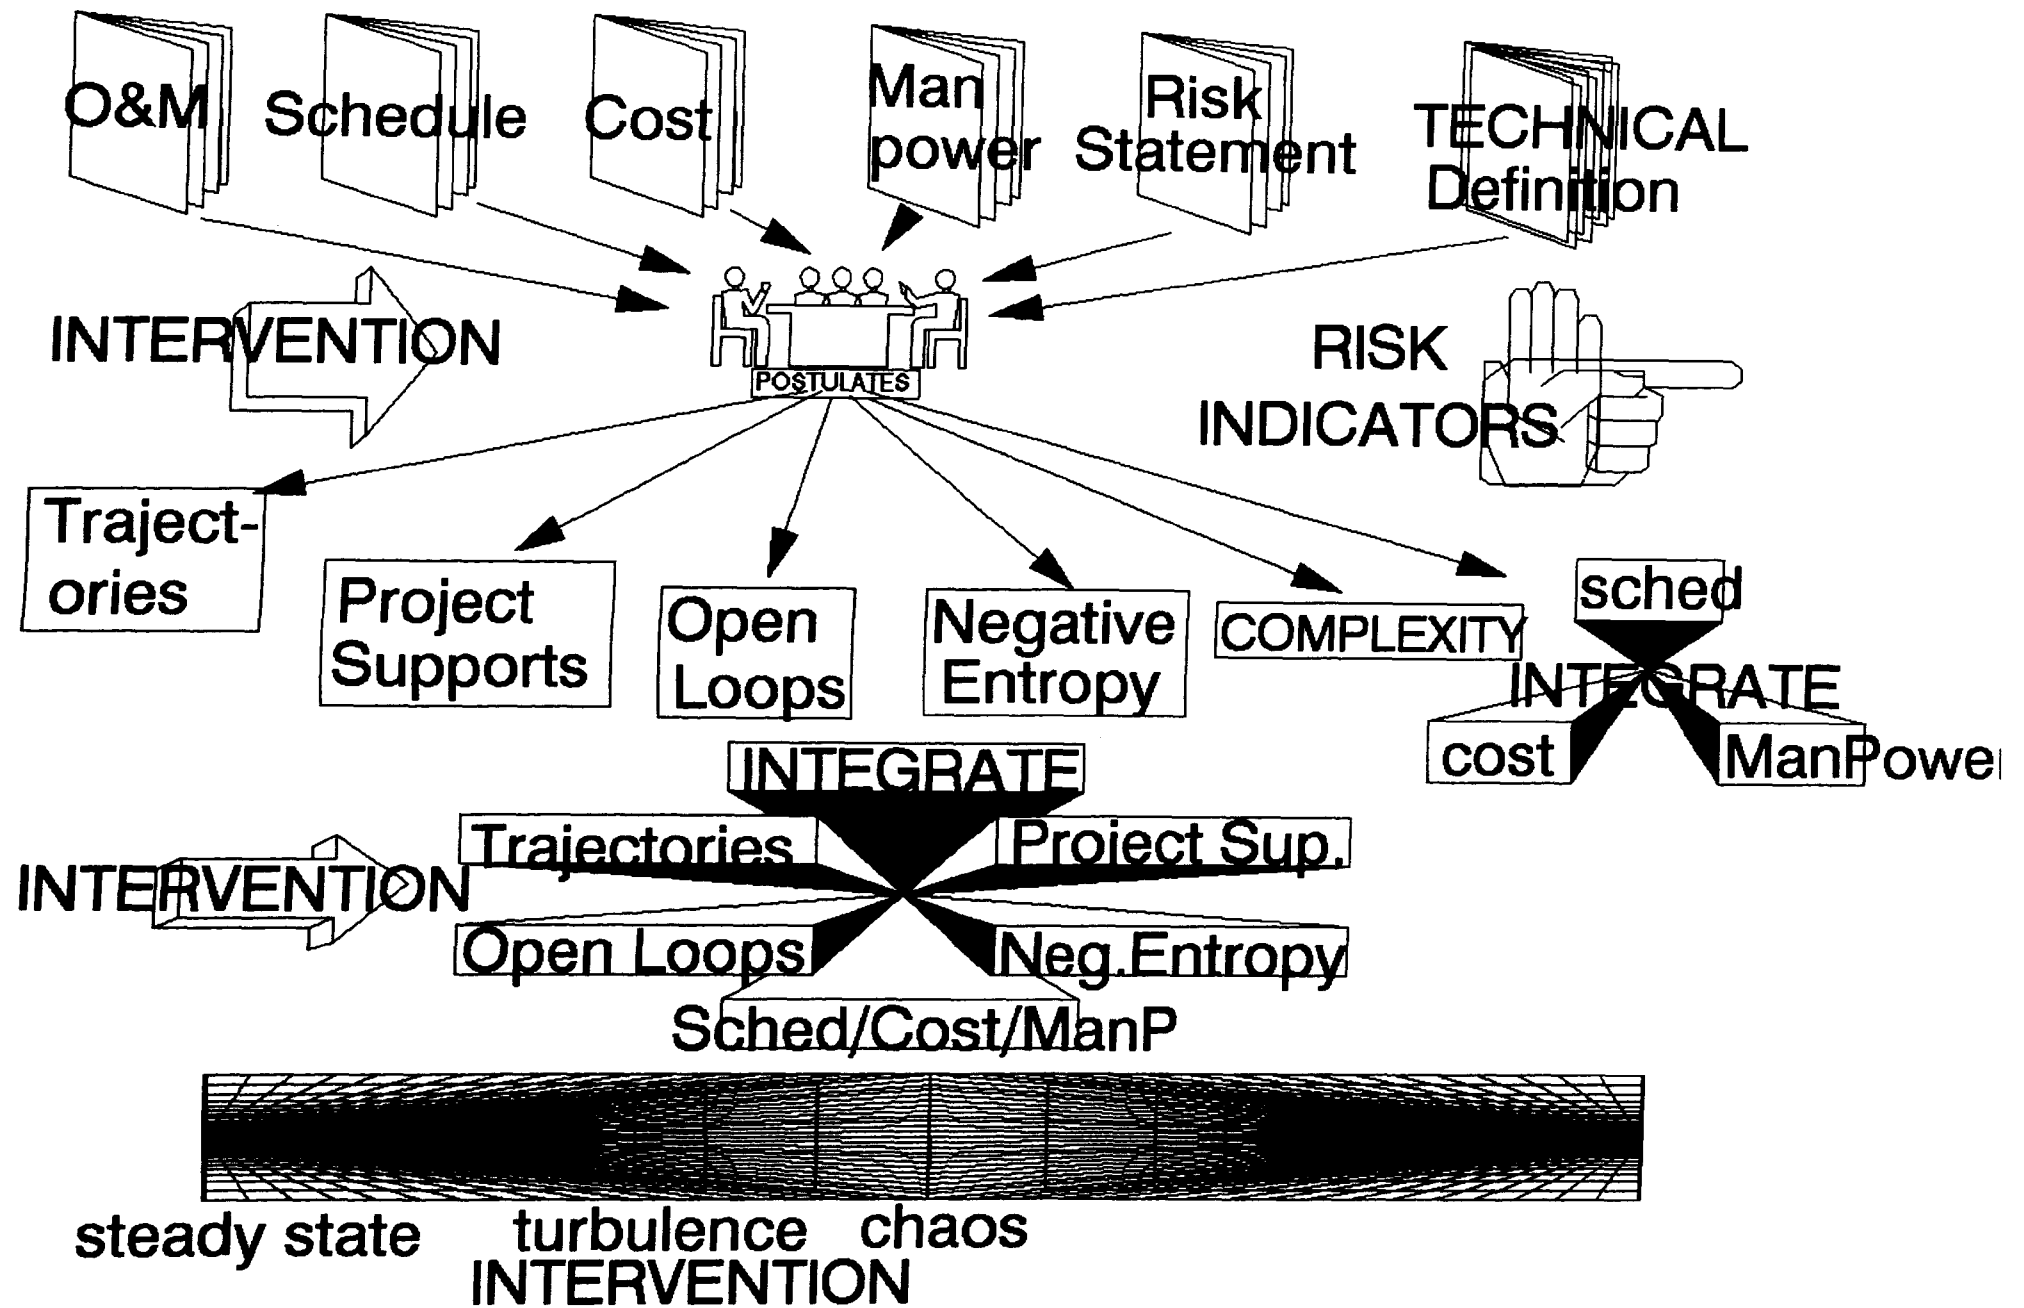 O&M
Schedule
Cost
Man
power
Risk
Statement
TECHNICAL
Definition
INTERVENTION
POSTULATES
RISK
INDICATORS
Traject-
ories
Project
Supports
Open
Loops
Negative
Entropy
COMPLEXITY
sched
INTEGRATE
cost
ManPower
INTEGRATE
Trajectories
Project Sup.
INTERVENTION
Open Loops
Neg.Entropy
Sched/Cost/ManP
steady state
turbulence
chaos
INTERVENTION